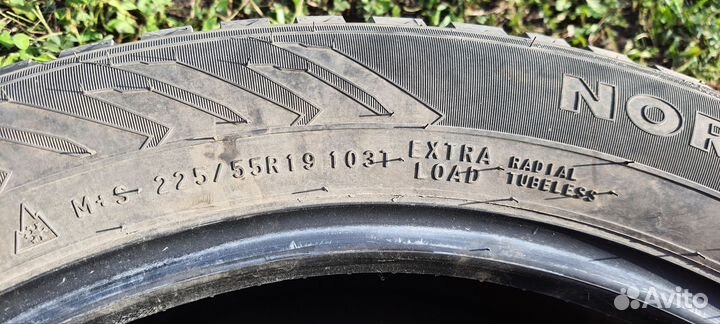 NOR
M+S 225/55R19 103T EXTRA LOAD RADIAL TUBELESS
Avito